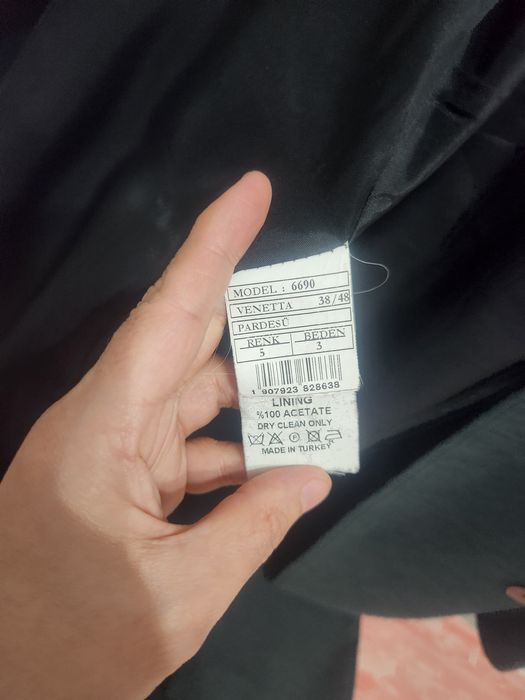 MODEL : 6690
VENETTA 38/48
PARDESÜ
RENK BEDEN
5 3
1 907923 828638
LINING
%100 ACETATE
DRY CLEAN ONLY
P
MADE IN TURKEY